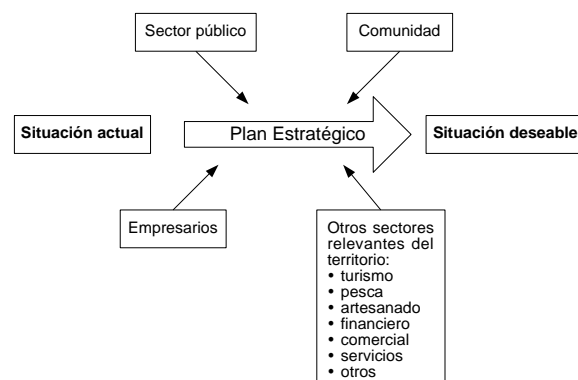 Sector público
Comunidad
Situación actual
Plan Estratégico
Situación deseable
Empresarios
Otros sectores
relevantes del
territorio:
• turismo
• pesca
• artesanado
• financiero
• comercial
• servicios
• otros